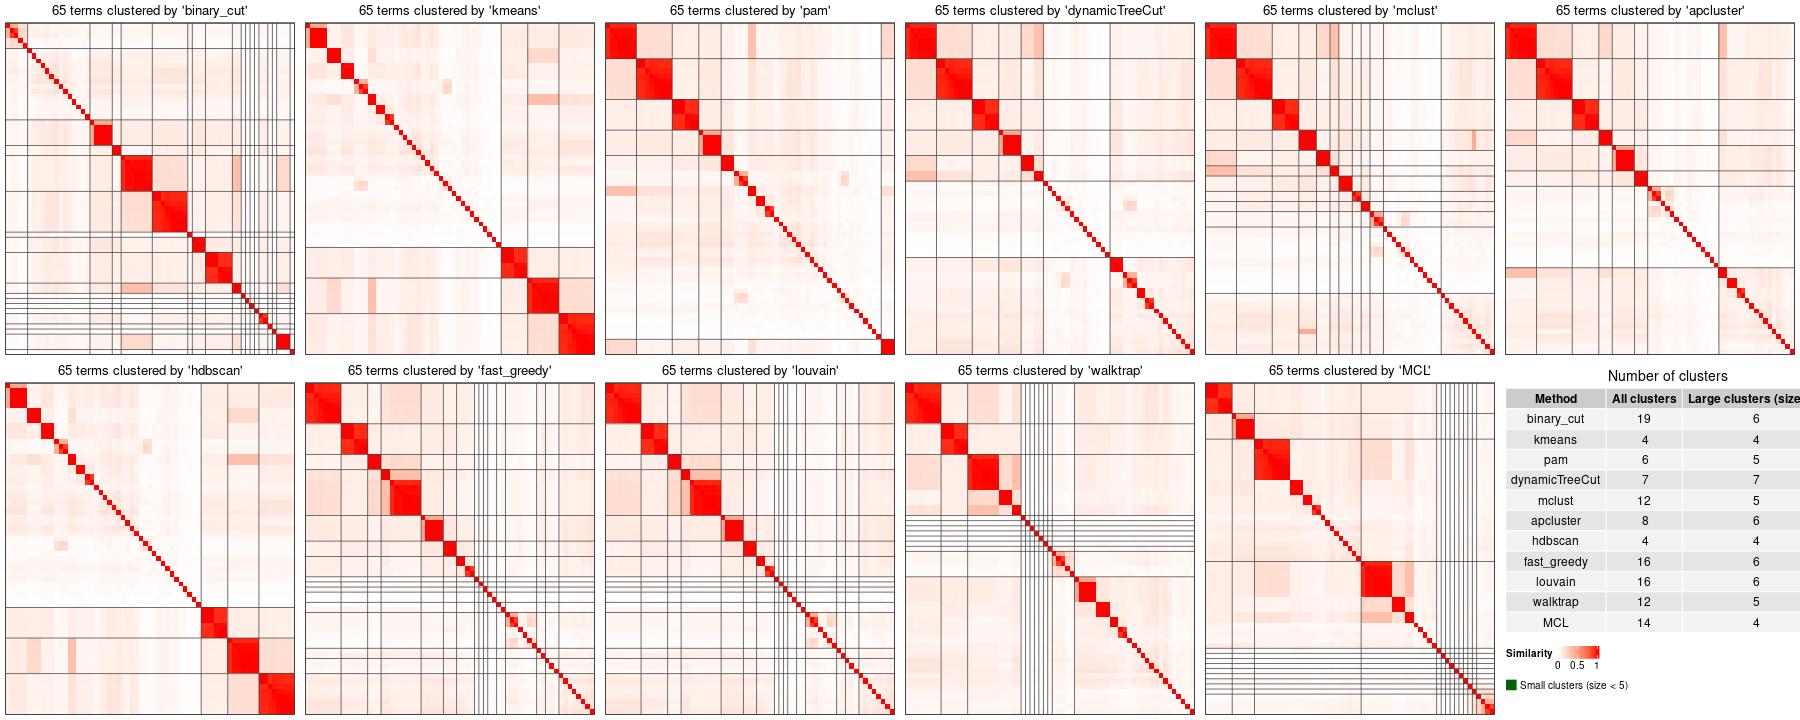 65 terms clustered by 'binary_cut'
65 terms clustered by 'kmeans'
65 terms clustered by 'pam'
65 terms clustered by 'dynamicTreeCut'
65 terms clustered by 'mclust'
65 terms clustered by 'apcluster'
65 terms clustered by 'hdbscan'
65 terms clustered by 'fast_greedy'
65 terms clustered by 'louvain'
65 terms clustered by 'walktrap'
65 terms clustered by 'MCL'
Number of clusters
Method All clusters Large clusters (size
binary_cut 19 6
kmeans 4 4
pam 6 5
dynamicTreeCut 7 7
mclust 12 5
apcluster 8 6
hdbscan 4 4
fast_greedy 16 6
louvain 16 6
walktrap 12 5
MCL 14 4
Similarity
0 0.5 1
Small clusters (size < 5)